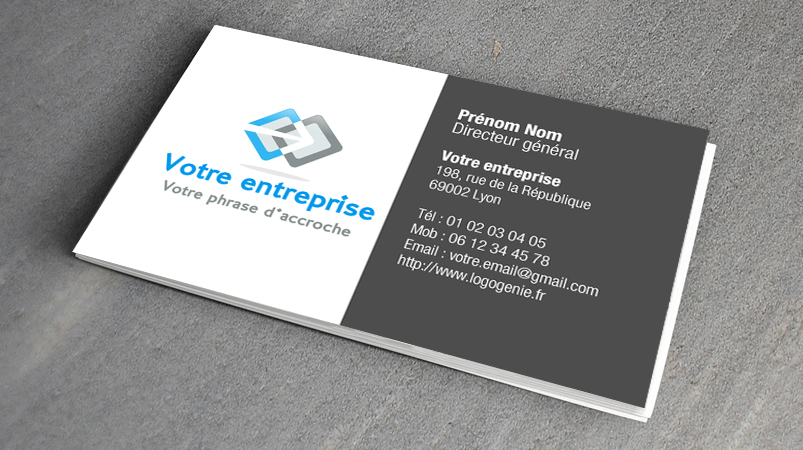 Votre entreprise
Votre phrase d'accroche
Prénom Nom
Directeur général
Votre entreprise
198, rue de la République
69002 Lyon
Tél : 01 02 03 04 05
Mob : 06 12 34 45 78
Email : votre.email@gmail.com
http://www.logogenie.fr